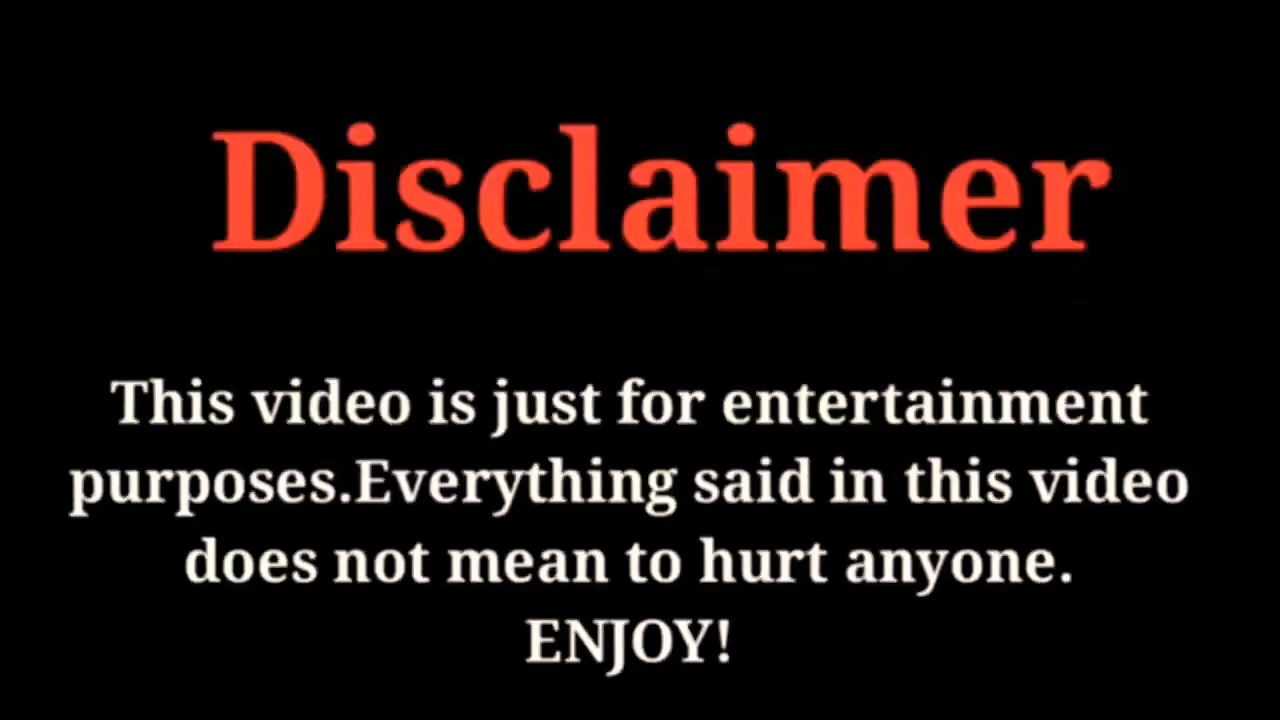 Disclaimer
This video is just for entertainment
purposes.Everything said in this video
does not mean to hurt anyone.
ENJOY!